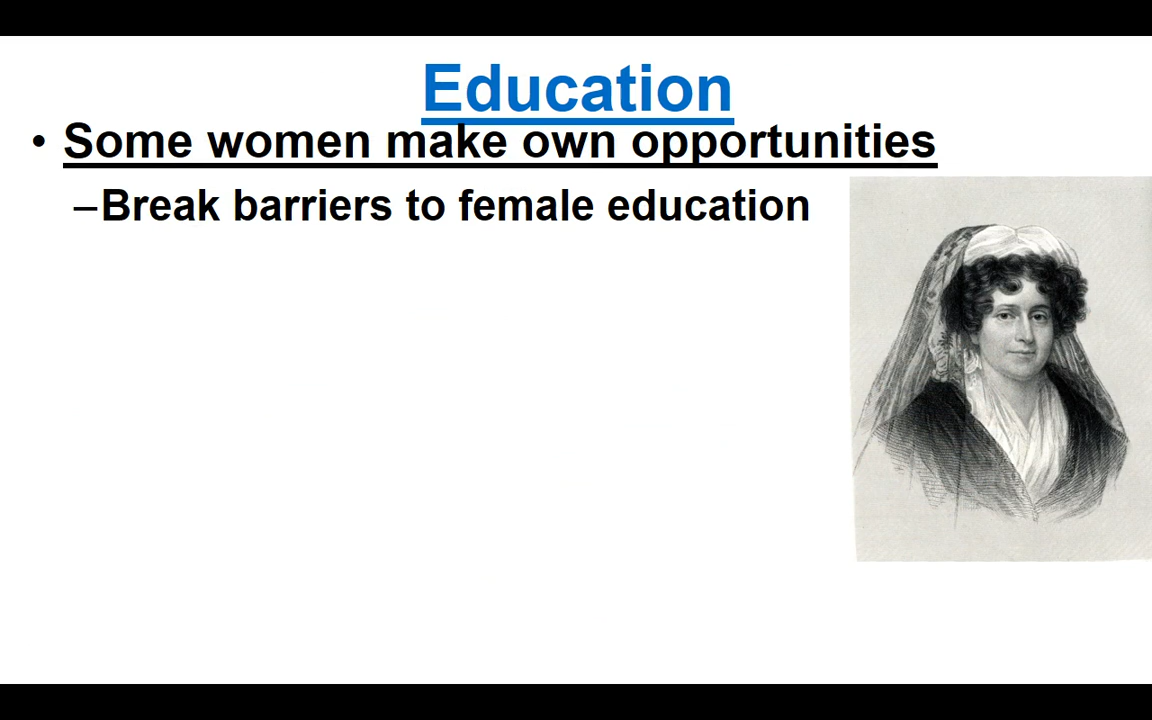 Education
• Some women make own opportunities
–Break barriers to female education